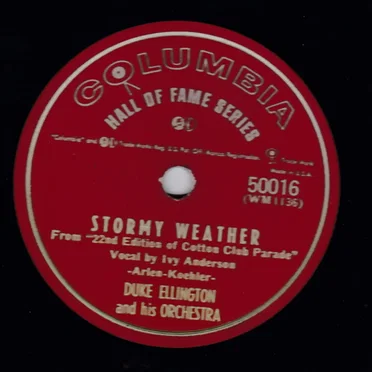 COLUMBIA
HALL OF FAME SERIES
"Columbia" and Trade Marks Reg. U.S. Pat. Off. Marcas Registradas. Trade Mark
Made in U.S.A.
50016
(WM1136)
STORMY WEATHER
From "22nd Edition of Cotton Club Parade"
Vocal by Ivy Anderson
-Arlen-Koehler-
DUKE ELLINGTON
and his ORCHESTRA